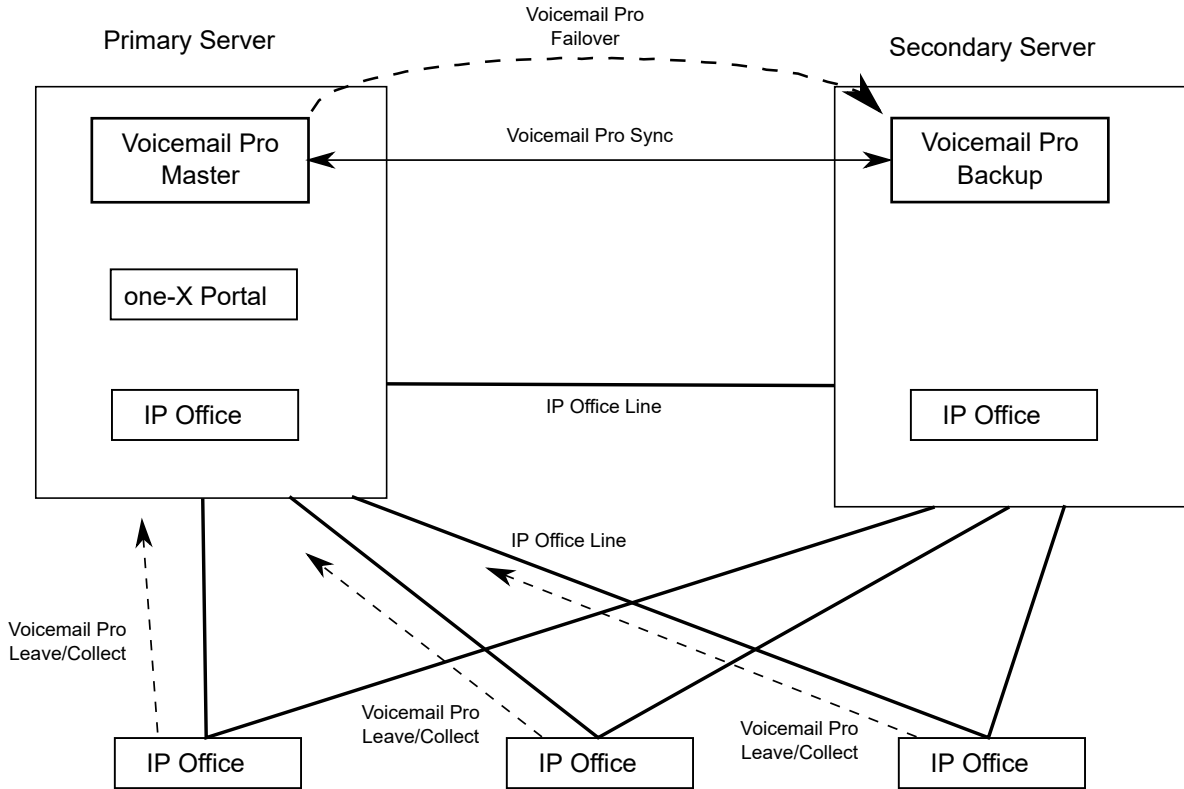 Voicemail Pro
Failover
Primary Server
Secondary Server
Voicemail Pro
Master
Voicemail Pro Sync
Voicemail Pro
Backup
one-X Portal
IP Office
IP Office Line
IP Office
IP Office Line
Voicemail Pro
Leave/Collect
Voicemail Pro
Leave/Collect
Voicemail Pro
Leave/Collect
IP Office
IP Office
IP Office